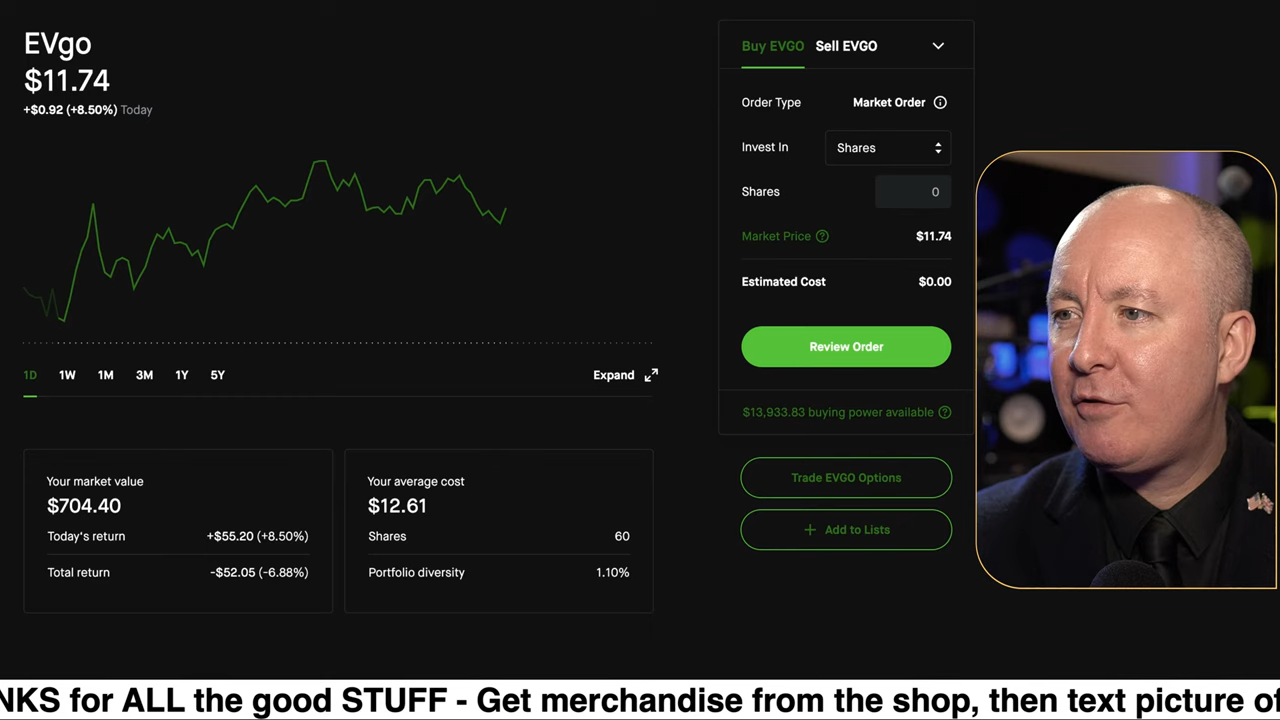 EVgo
$11.74
+$0.92 (+8.50%) Today
1D 1W 1M 3M 1Y 5Y
Expand
Your market value
$704.40
Today's return +$55.20 (+8.50%)
Total return -$52.05 (-6.88%)
Your average cost
$12.61
Shares 60
Portfolio diversity 1.10%
Buy EVGO Sell EVGO
Order Type Market Order
Invest In Shares
Shares 0
Market Price $11.74
Estimated Cost $0.00
Review Order
$13,933.83 buying power available
Trade EVGO Options
+ Add to Lists
NKS for ALL the good STUFF - Get merchandise from the shop, then text picture of